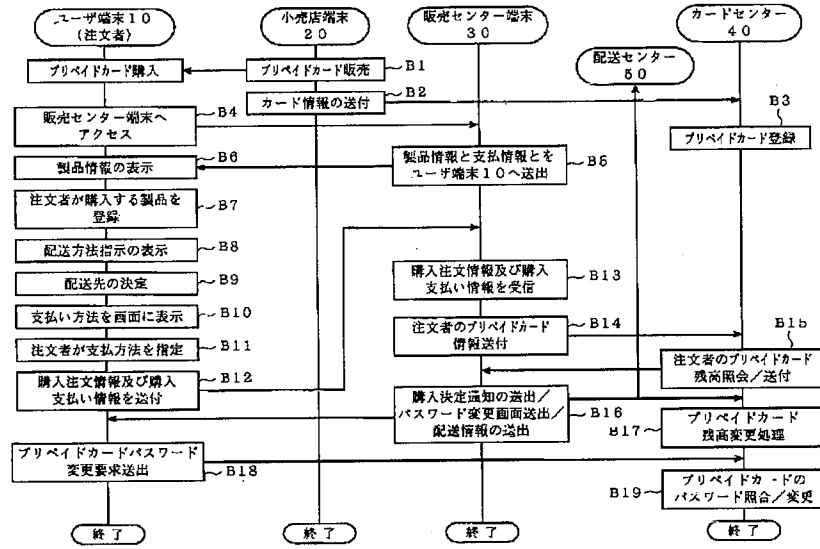 ユーザ端末１０
（注文者）
小売店端末
２０
販売センター端末
３０
カードセンター
４０
配送センター
５０
プリペイドカード購入
プリペイドカード販売
B1
カード情報の送付
B2
B3
プリペイドカード登録
販売センター端末へ
アクセス
B4
製品情報の表示
B6
製品情報と支払情報とを
ユーザ端末１０へ送出
B5
注文者が購入する製品を
登録
B7
配送方法指示の表示
B8
配送先の決定
B9
支払い方法を画面に表示
B10
注文者が支払方法を指定
B11
購入注文情報及び購入
支払い情報を送付
B12
購入注文情報及び購入
支払い情報を受信
B13
注文者のプリペイドカード
情報送付
B14
B15
注文者のプリペイドカード
残高照会／送付
購入決定通知の送出／
パスワード変更画面送出／
配送情報の送出
B16
B17
プリペイドカード
残高変更処理
プリペイドカードパスワード
変更要求送出
B18
B19
プリペイドカードの
パスワード照合／変更
終了
終了
終了
終了